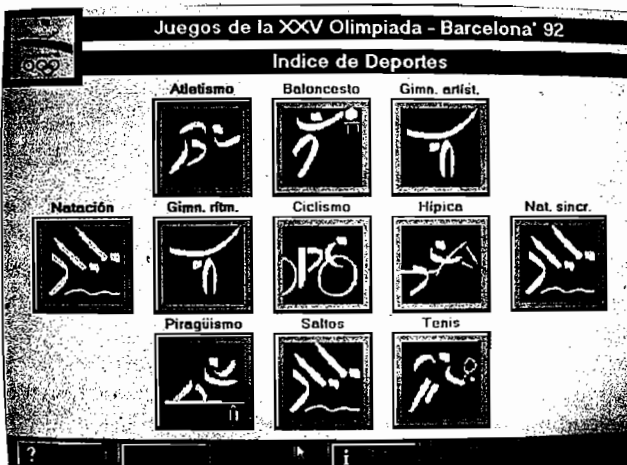 Juegos de la XXV Olimpiada - Barcelona' 92
Indice de Deportes
Atletismo Baloncesto Gimn. artíst.
Natación Gimn. rítm. Ciclismo Hípica Nat. sincr.
Piragüismo Saltos Tenis
? i